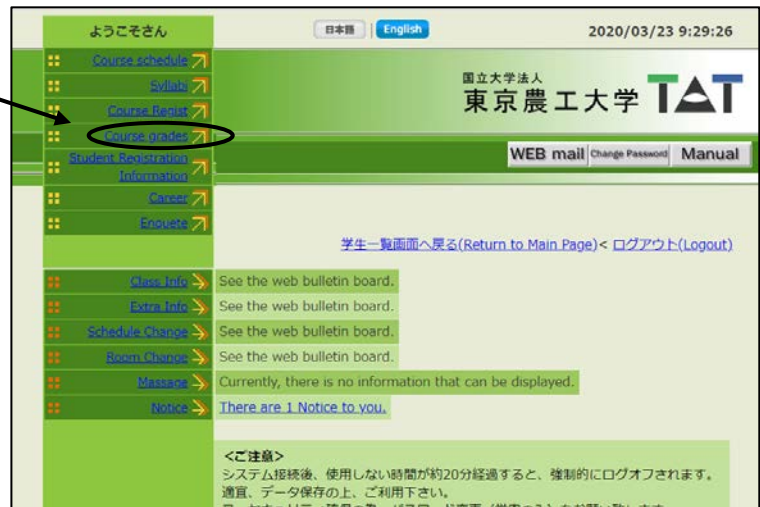 ようこそさん
日本語 | English
2020/03/23 9:29:26
Course schedule
Syllabi
Course Regist
Course grades
Student Registration
Information
Career
Enquete
国立大学法人
東京農工大学 TAT
WEB mail Change Password Manual
学生一覧画面へ戻る(Return to Main Page)< ログアウト(Logout)
Class Info See the web bulletin board.
Extra Info See the web bulletin board.
Schedule Change See the web bulletin board.
Room Change See the web bulletin board.
Massage Currently, there is no information that can be displayed.
Notice There are 1 Notice to you.
<ご注意>
システム接続後、使用しない時間が約20分経過すると、強制的にログオフされます。
適宜、データ保存の上、ご利用下さい。